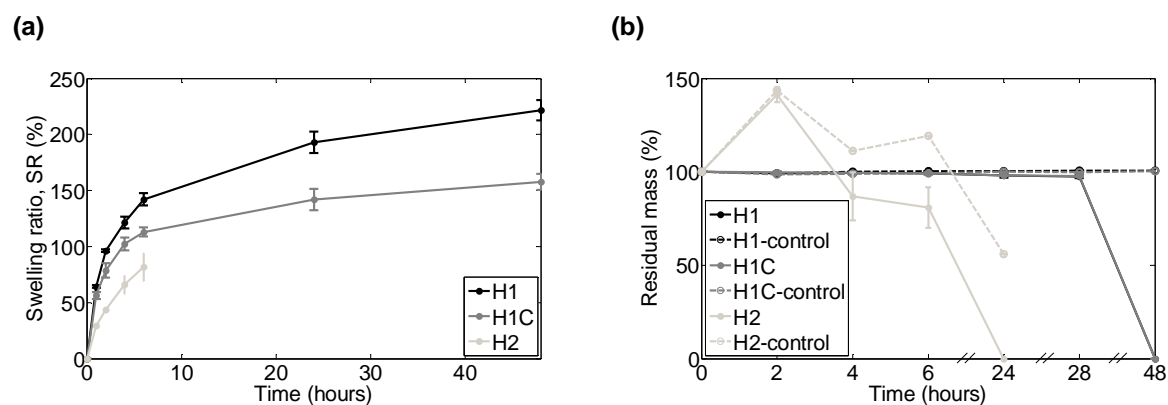 (a)
(b)
250
200
150
100
50
0
Swelling ratio, SR (%)
0
10
20
30
40
Time (hours)
H1
H1C
H2
150
100
50
0
Residual mass (%)
0
2
4
6
24
28
48
Time (hours)
H1
H1-control
H1C
H1C-control
H2
H2-control